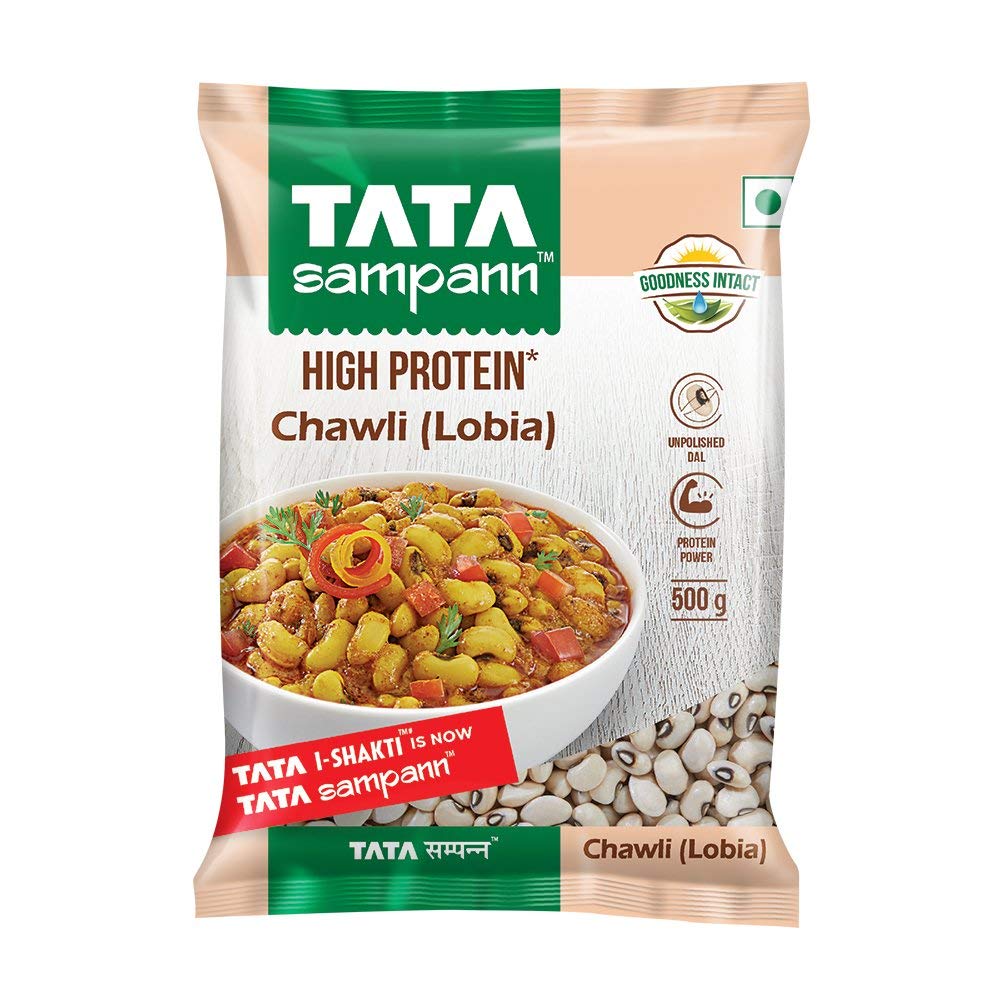 TATA
sampann™
GOODNESS INTACT
HIGH PROTEIN*
Chawli (Lobia)
UNPOLISHED
DAL
PROTEIN
POWER
500 g
TATA I-SHAKTI™# IS NOW
TATA sampann™
TATA सम्पन्न™
Chawli (Lobia)